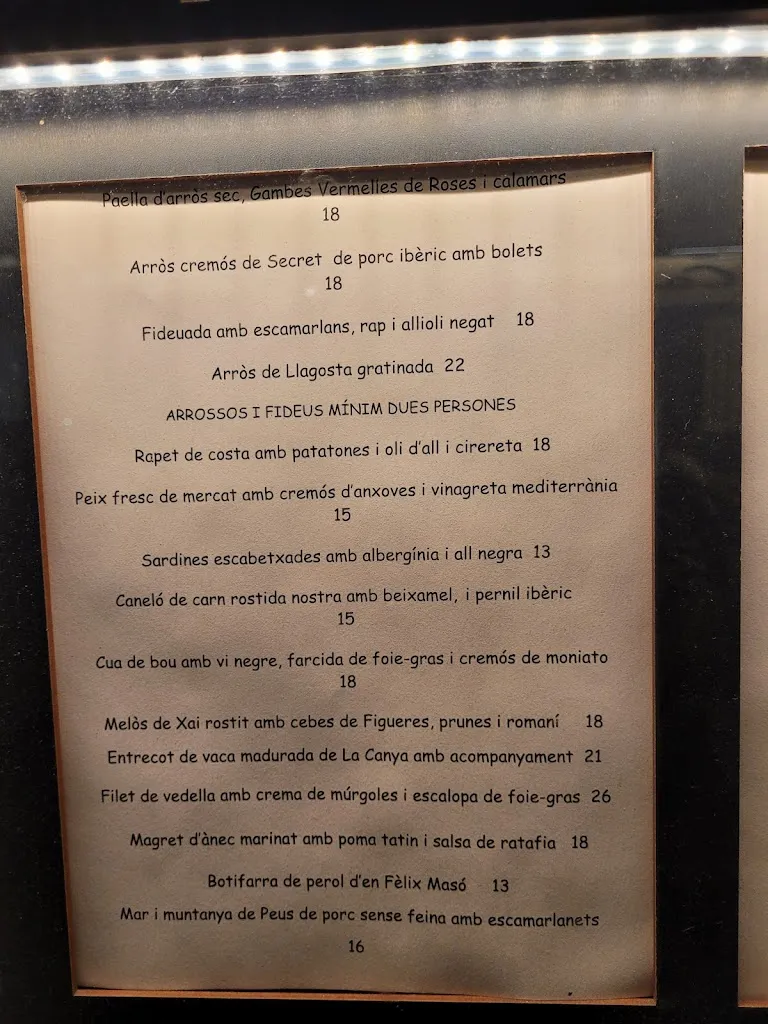 Paella d'arròs sec, Gambes Vermelles de Roses i calamars
18
Arròs cremós de Secret de porc ibèric amb bolets
18
Fideuada amb escamarlans, rap i allioli negat 18
Arròs de Llagosta gratinada 22
ARROSSOS I FIDEUS MÍNIM DUES PERSONES
Rapet de costa amb patatones i oli d'all i cirereta 18
Peix fresc de mercat amb cremós d'anxoves i vinagreta mediterrània
15
Sardines escabetxades amb albergínia i all negra 13
Caneló de carn rostida nostra amb beixamel, i pernil ibèric
15
Cua de bou amb vi negre, farcida de foie-gras i cremós de moniato
18
Melòs de Xai rostit amb cebes de Figueres, prunes i romaní 18
Entrecot de vaca madurada de La Canya amb acompanyament 21
Filet de vedella amb crema de múrgoles i escalopa de foie-gras 26
Magret d'ànec marinat amb poma tatin i salsa de ratafia 18
Botifarra de perol d'en Fèlix Masó 13
Mar i muntanya de Peus de porc sense feina amb escamarlanets
16